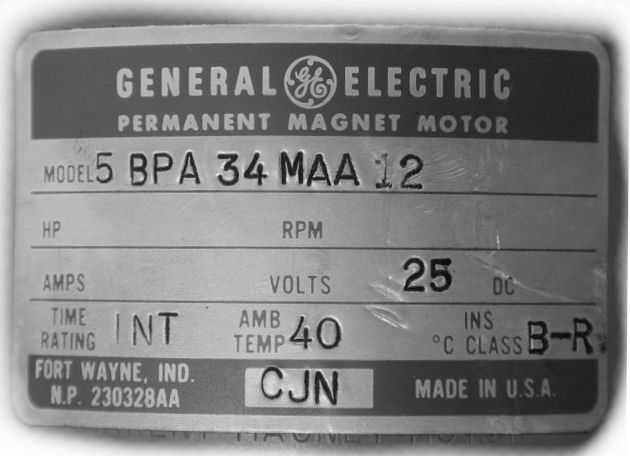 GENERAL GE ELECTRIC
PERMANENT MAGNET MOTOR
MODEL 5 BPA 34 MAA 12
HP RPM
AMPS VOLTS 25 DC
TIME RATING INT AMB TEMP 40 °C INS CLASS B-R.
FORT WAYNE, IND.
N.P. 230328AA
CJN
MADE IN U.S.A.